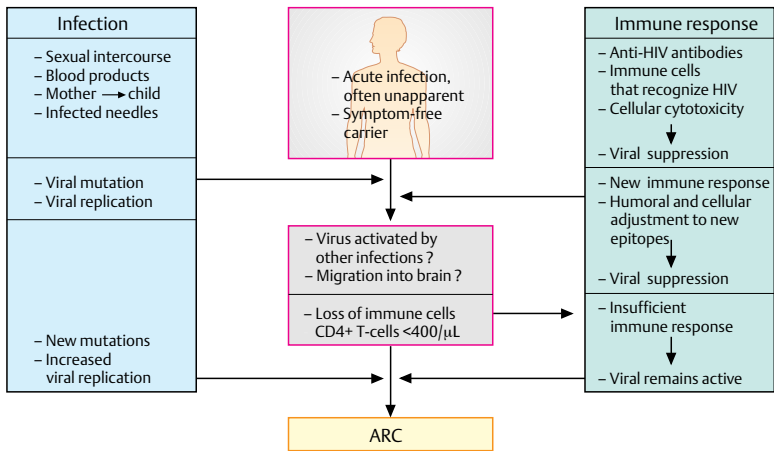 Infection
– Sexual intercourse
– Blood products
– Mother → child
– Infected needles
– Viral mutation
– Viral replication
– New mutations
– Increased
viral replication
– Acute infection,
often unapparent
– Symptom-free
carrier
– Virus activated by
other infections ?
– Migration into brain ?
– Loss of immune cells
CD4+ T-cells <400/μL
ARC
Immune response
– Anti-HIV antibodies
– Immune cells
that recognize HIV
– Cellular cytotoxicity
– Viral suppression
– New immune response
– Humoral and cellular
adjustment to new
epitopes
– Viral suppression
– Insufficient
immune response
– Viral remains active